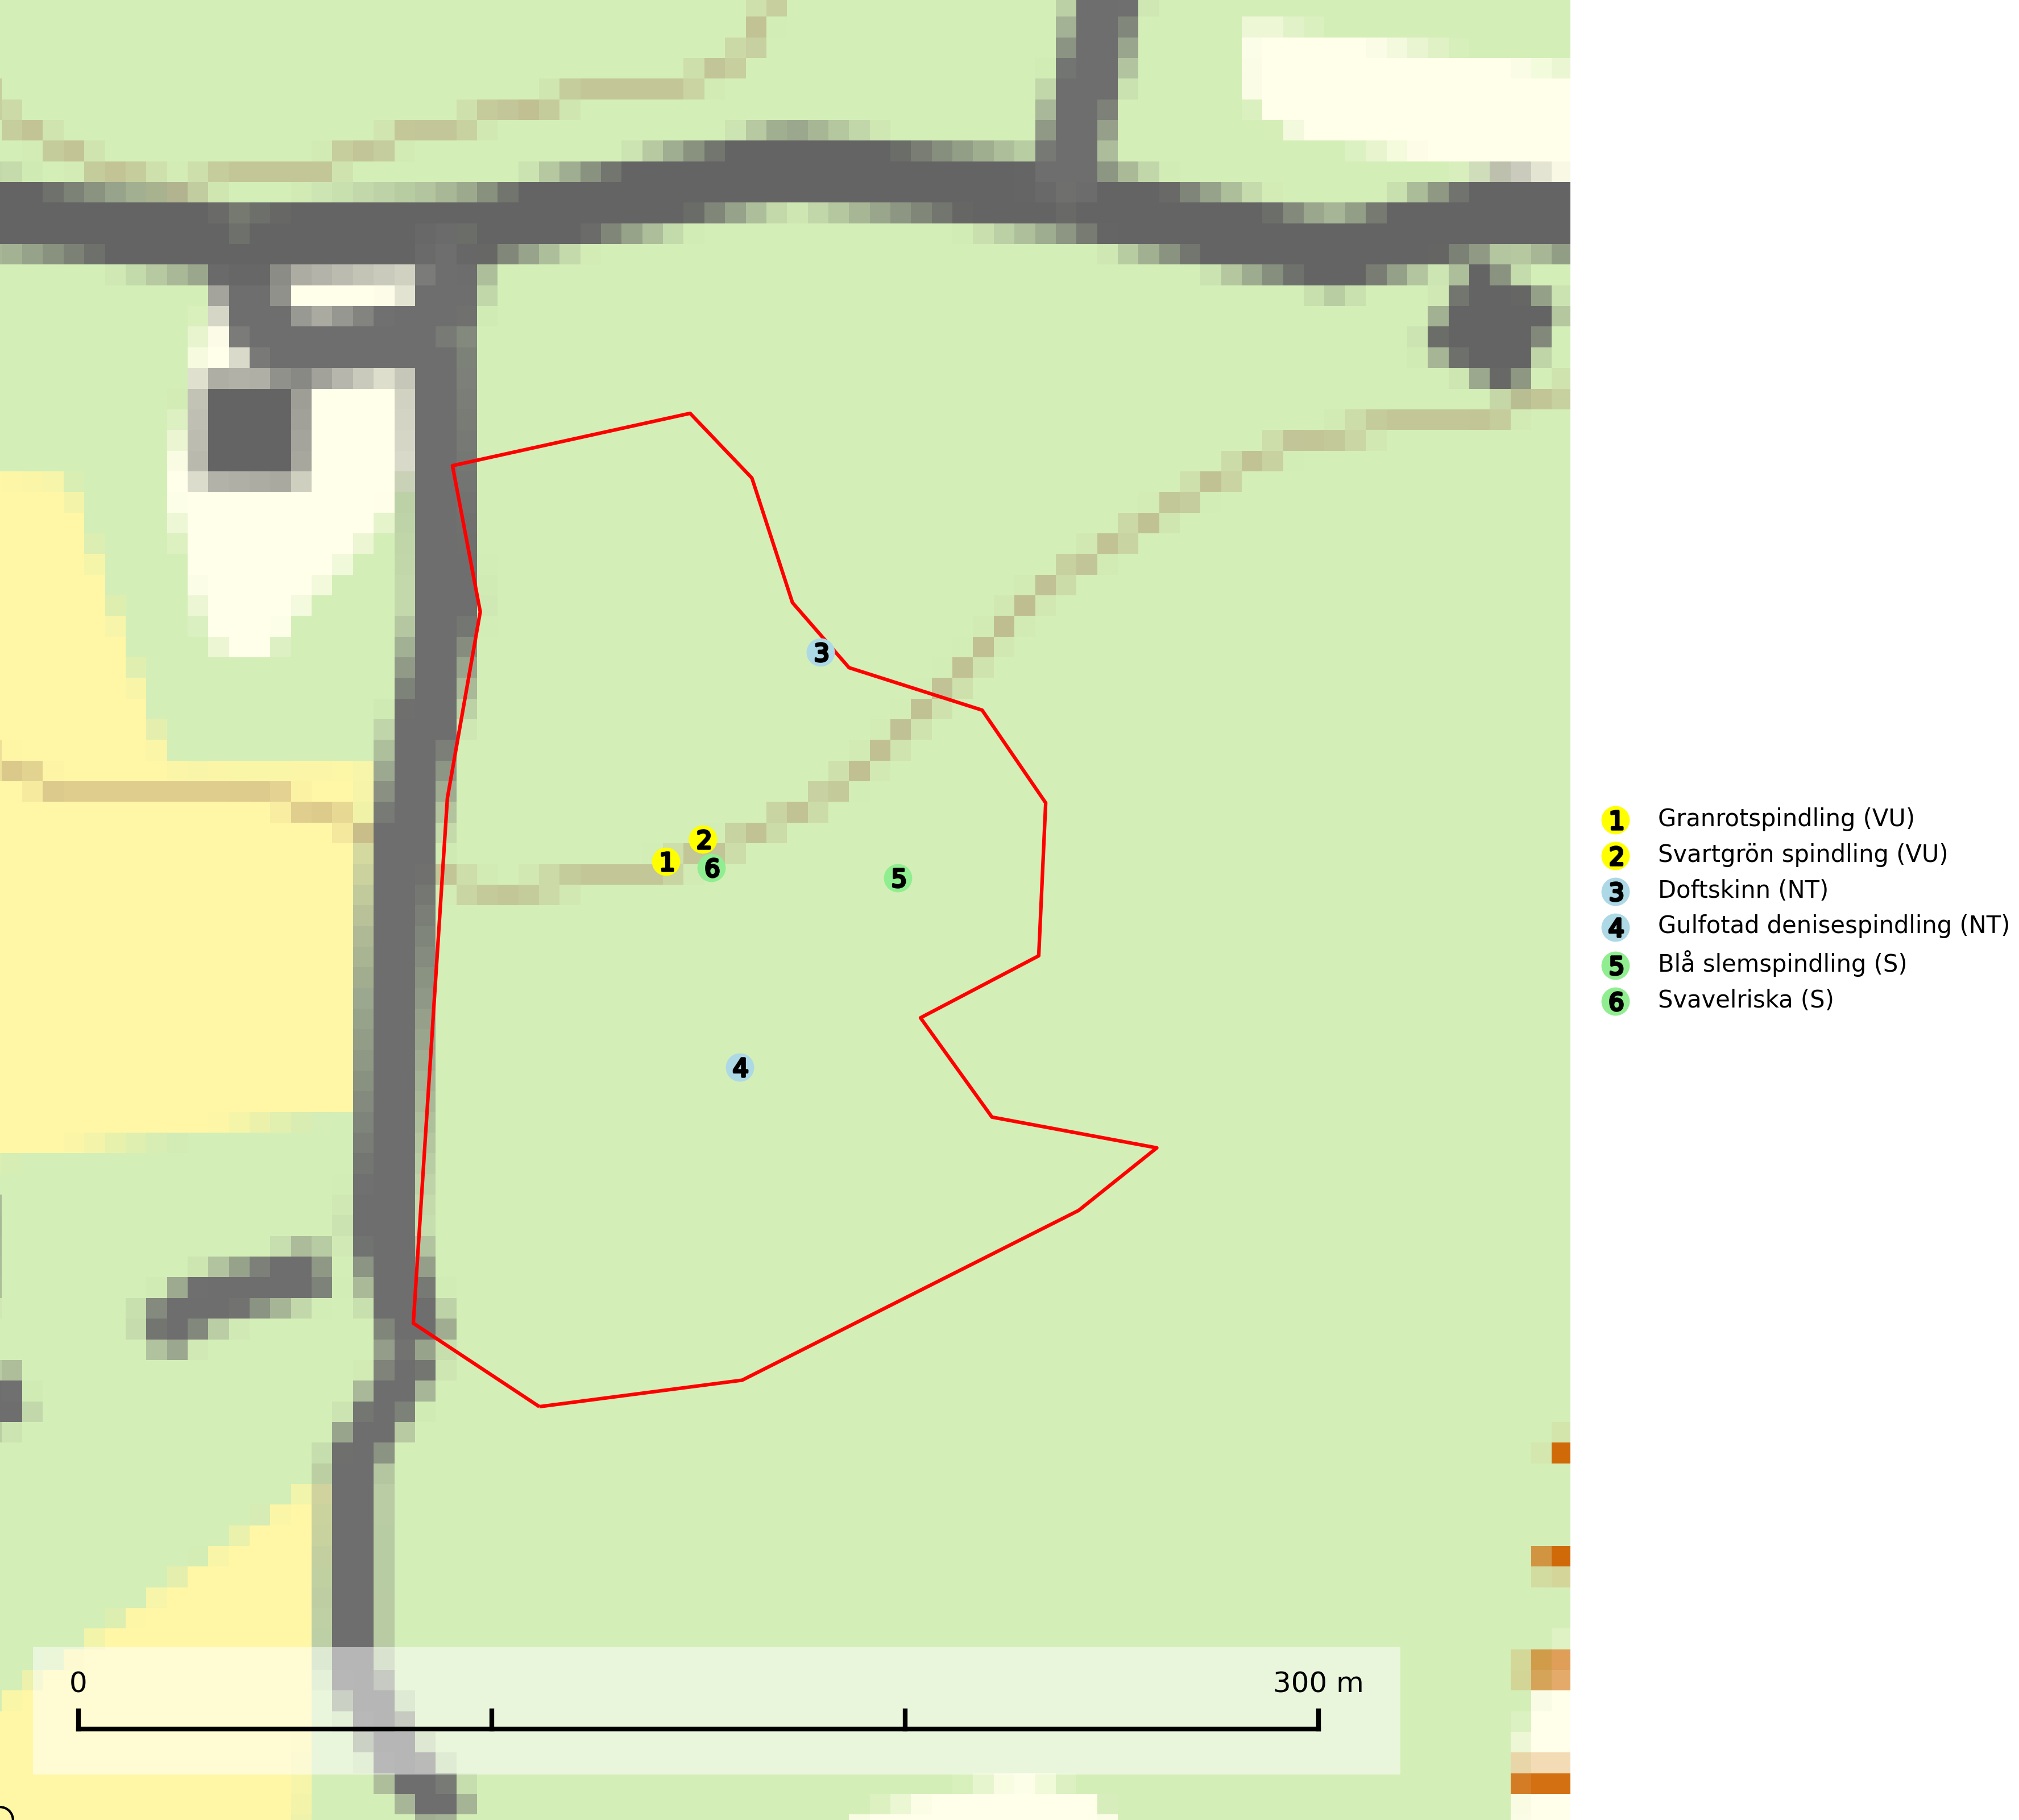 3
2
1
6
5
4
1 Granrotspindling (VU)
2 Svartgrön spindling (VU)
3 Doftskinn (NT)
4 Gulfotad denisespindling (NT)
5 Blå slemspindling (S)
6 Svavelriska (S)
0 300 m